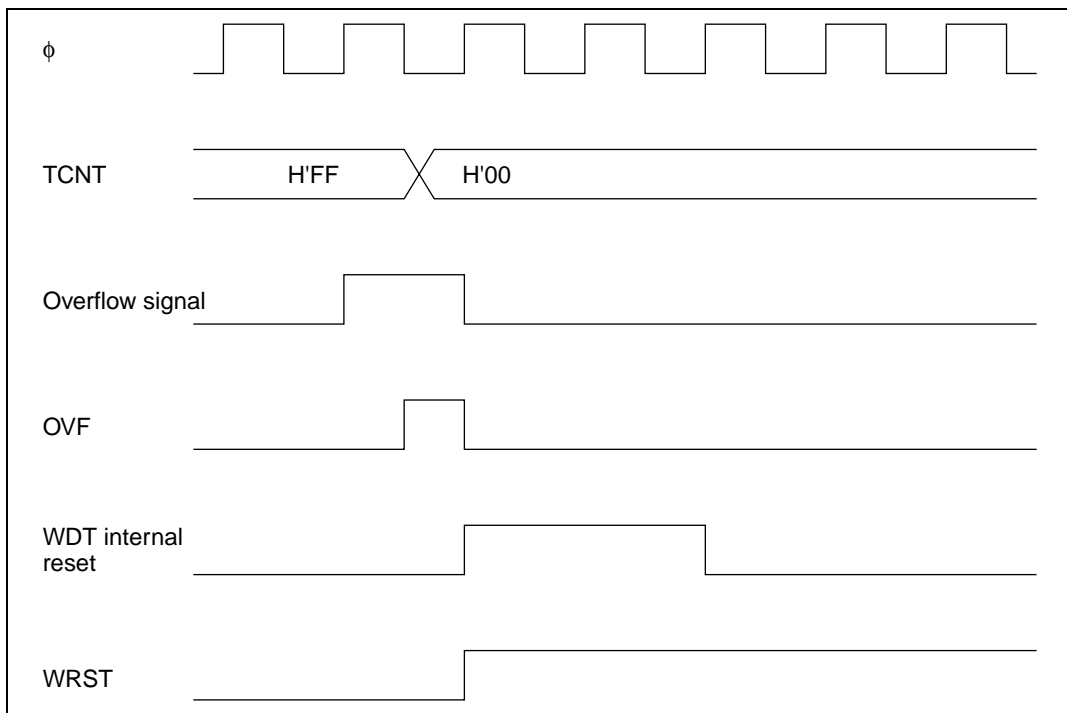 ϕ
TCNT
H'FF
H'00
Overflow signal
OVF
WDT internal
reset
WRST